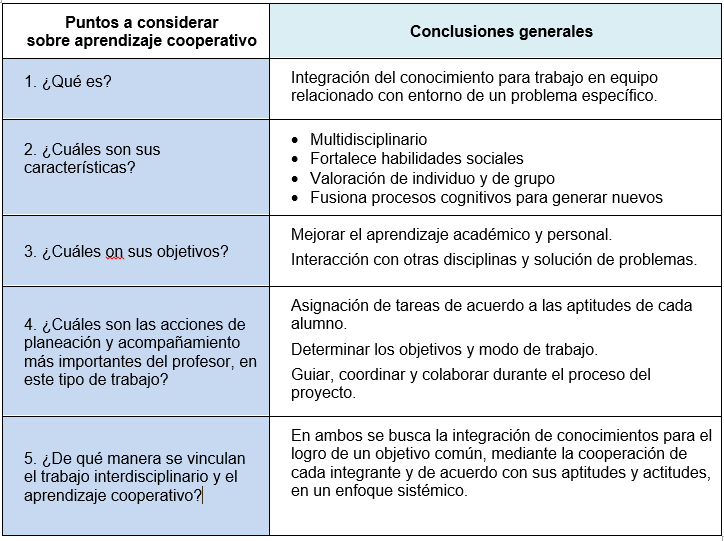 Puntos a considerar
sobre aprendizaje cooperativo
Conclusiones generales
1. ¿Qué es?
Integración del conocimiento para trabajo en equipo
relacionado con entorno de un problema específico.
2. ¿Cuáles son sus
características?
• Multidisciplinario
• Fortalece habilidades sociales
• Valoración de individuo y de grupo
• Fusiona procesos cognitivos para generar nuevos
3. ¿Cuáles on sus objetivos?
Mejorar el aprendizaje académico y personal.
Interacción con otras disciplinas y solución de problemas.
4. ¿Cuáles son las acciones de
planeación y acompañamiento
más importantes del profesor, en
este tipo de trabajo?
Asignación de tareas de acuerdo a las aptitudes de cada
alumno.
Determinar los objetivos y modo de trabajo.
Guiar, coordinar y colaborar durante el proceso del
proyecto.
5. ¿De qué manera se vinculan
el trabajo interdisciplinario y el
aprendizaje cooperativo?
En ambos se busca la integración de conocimientos para el
logro de un objetivo común, mediante la cooperación de
cada integrante y de acuerdo con sus aptitudes y actitudes,
en un enfoque sistémico.